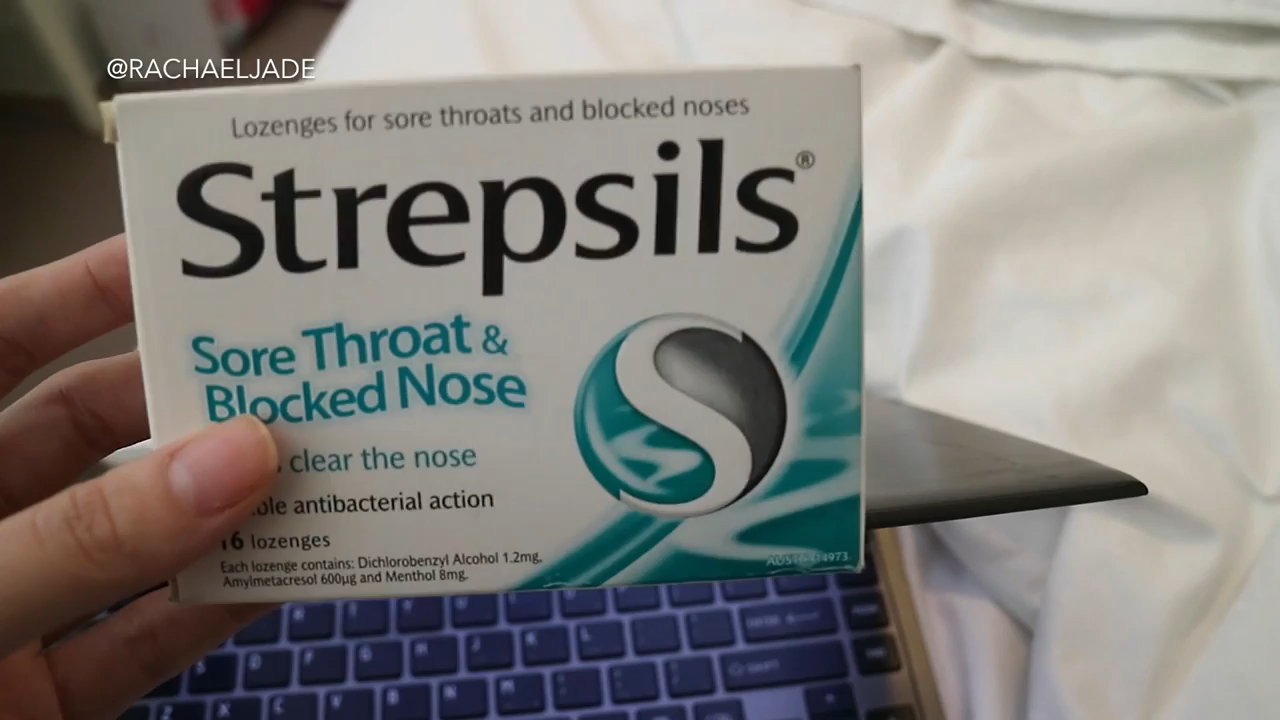 @RACHAELJADE
Lozenges for sore throats and blocked noses
Strepsils®
Sore Throat &
Blocked Nose
clear the nose
antibacterial action
16 lozenges
Each lozenge contains: Dichlorobenzyl Alcohol 1.2mg,
Amylmetacresol 600µg and Menthol 8mg.